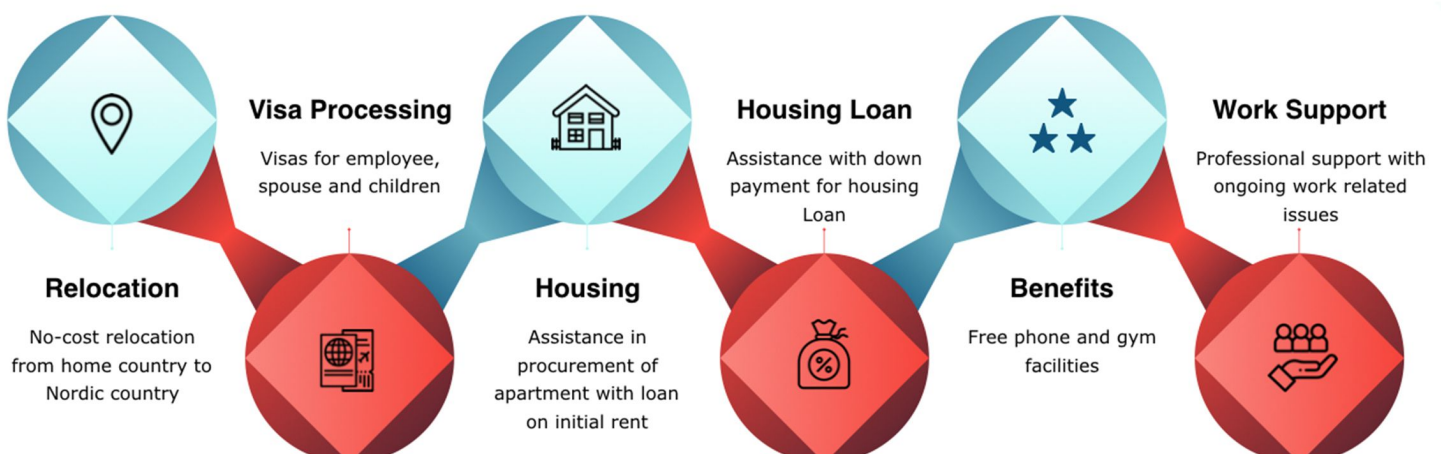 Relocation
No-cost relocation
from home country to
Nordic country
Visa Processing
Visas for employee,
spouse and children
Housing
Assistance in
procurement of
apartment with loan
on initial rent
Housing Loan
Assistance with down
payment for housing
Loan
Benefits
Free phone and gym
facilities
Work Support
Professional support with
ongoing work related
issues